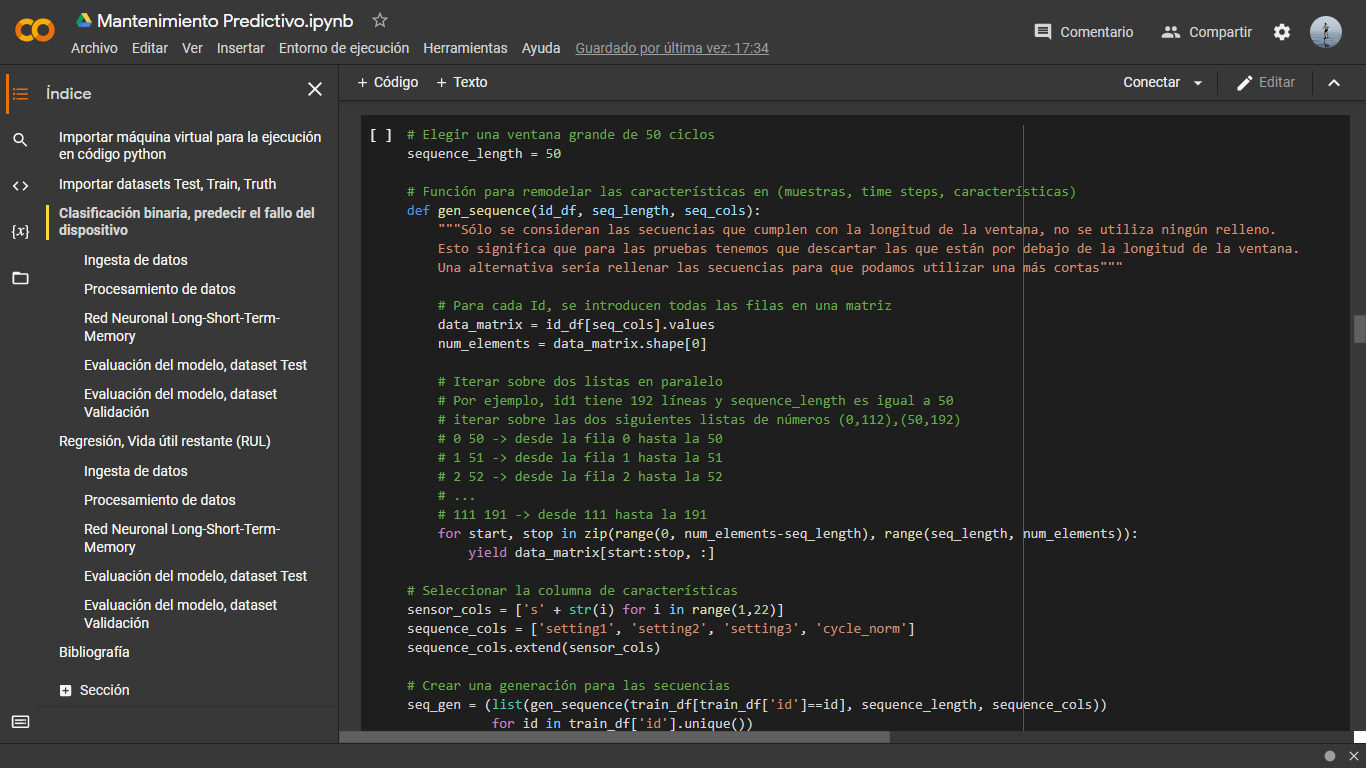 Mantenimiento Predictivo.ipynb
Archivo Editar Ver Insertar Entorno de ejecución Herramientas Ayuda Guardado por última vez: 17:34
Comentario Compartir
Índice
Importar máquina virtual para la ejecución
en código python
Importar datasets Test, Train, Truth
Clasificación binaria, predecir el fallo del
dispositivo
Ingesta de datos
Procesamiento de datos
Red Neuronal Long-Short-Term-
Memory
Evaluación del modelo, dataset Test
Evaluación del modelo, dataset
Validación
Regresión, Vida útil restante (RUL)
Ingesta de datos
Procesamiento de datos
Red Neuronal Long-Short-Term-
Memory
Evaluación del modelo, dataset Test
Evaluación del modelo, dataset
Validación
Bibliografía
Sección
+ Código + Texto
Conectar Editar
[ ] # Elegir una ventana grande de 50 ciclos
sequence_length = 50
# Función para remodelar las características en (muestras, time steps, características)
def gen_sequence(id_df, seq_length, seq_cols):
"""Sólo se consideran las secuencias que cumplen con la longitud de la ventana, no se utiliza ningún relleno.
Esto significa que para las pruebas tenemos que descartar las que están por debajo de la longitud de la ventana.
Una alternativa sería rellenar las secuencias para que podamos utilizar una más cortas"""
# Para cada Id, se introducen todas las filas en una matriz
data_matrix = id_df[seq_cols].values
num_elements = data_matrix.shape[0]
# Iterar sobre dos listas en paralelo
# Por ejemplo, id1 tiene 192 líneas y sequence_length es igual a 50
# iterar sobre las dos siguientes listas de números (0,112),(50,192)
# 0 50 -> desde la fila 0 hasta la 50
# 1 51 -> desde la fila 1 hasta la 51
# 2 52 -> desde la fila 2 hasta la 52
# ...
# 111 191 -> desde 111 hasta la 191
for start, stop in zip(range(0, num_elements-seq_length), range(seq_length, num_elements)):
yield data_matrix[start:stop, :]
# Seleccionar la columna de características
sensor_cols = ['s' + str(i) for i in range(1,22)]
sequence_cols = ['setting1', 'setting2', 'setting3', 'cycle_norm']
sequence_cols.extend(sensor_cols)
# Crear una generación para las secuencias
seq_gen = (list(gen_sequence(train_df[train_df['id']==id], sequence_length, sequence_cols))
for id in train_df['id'].unique())